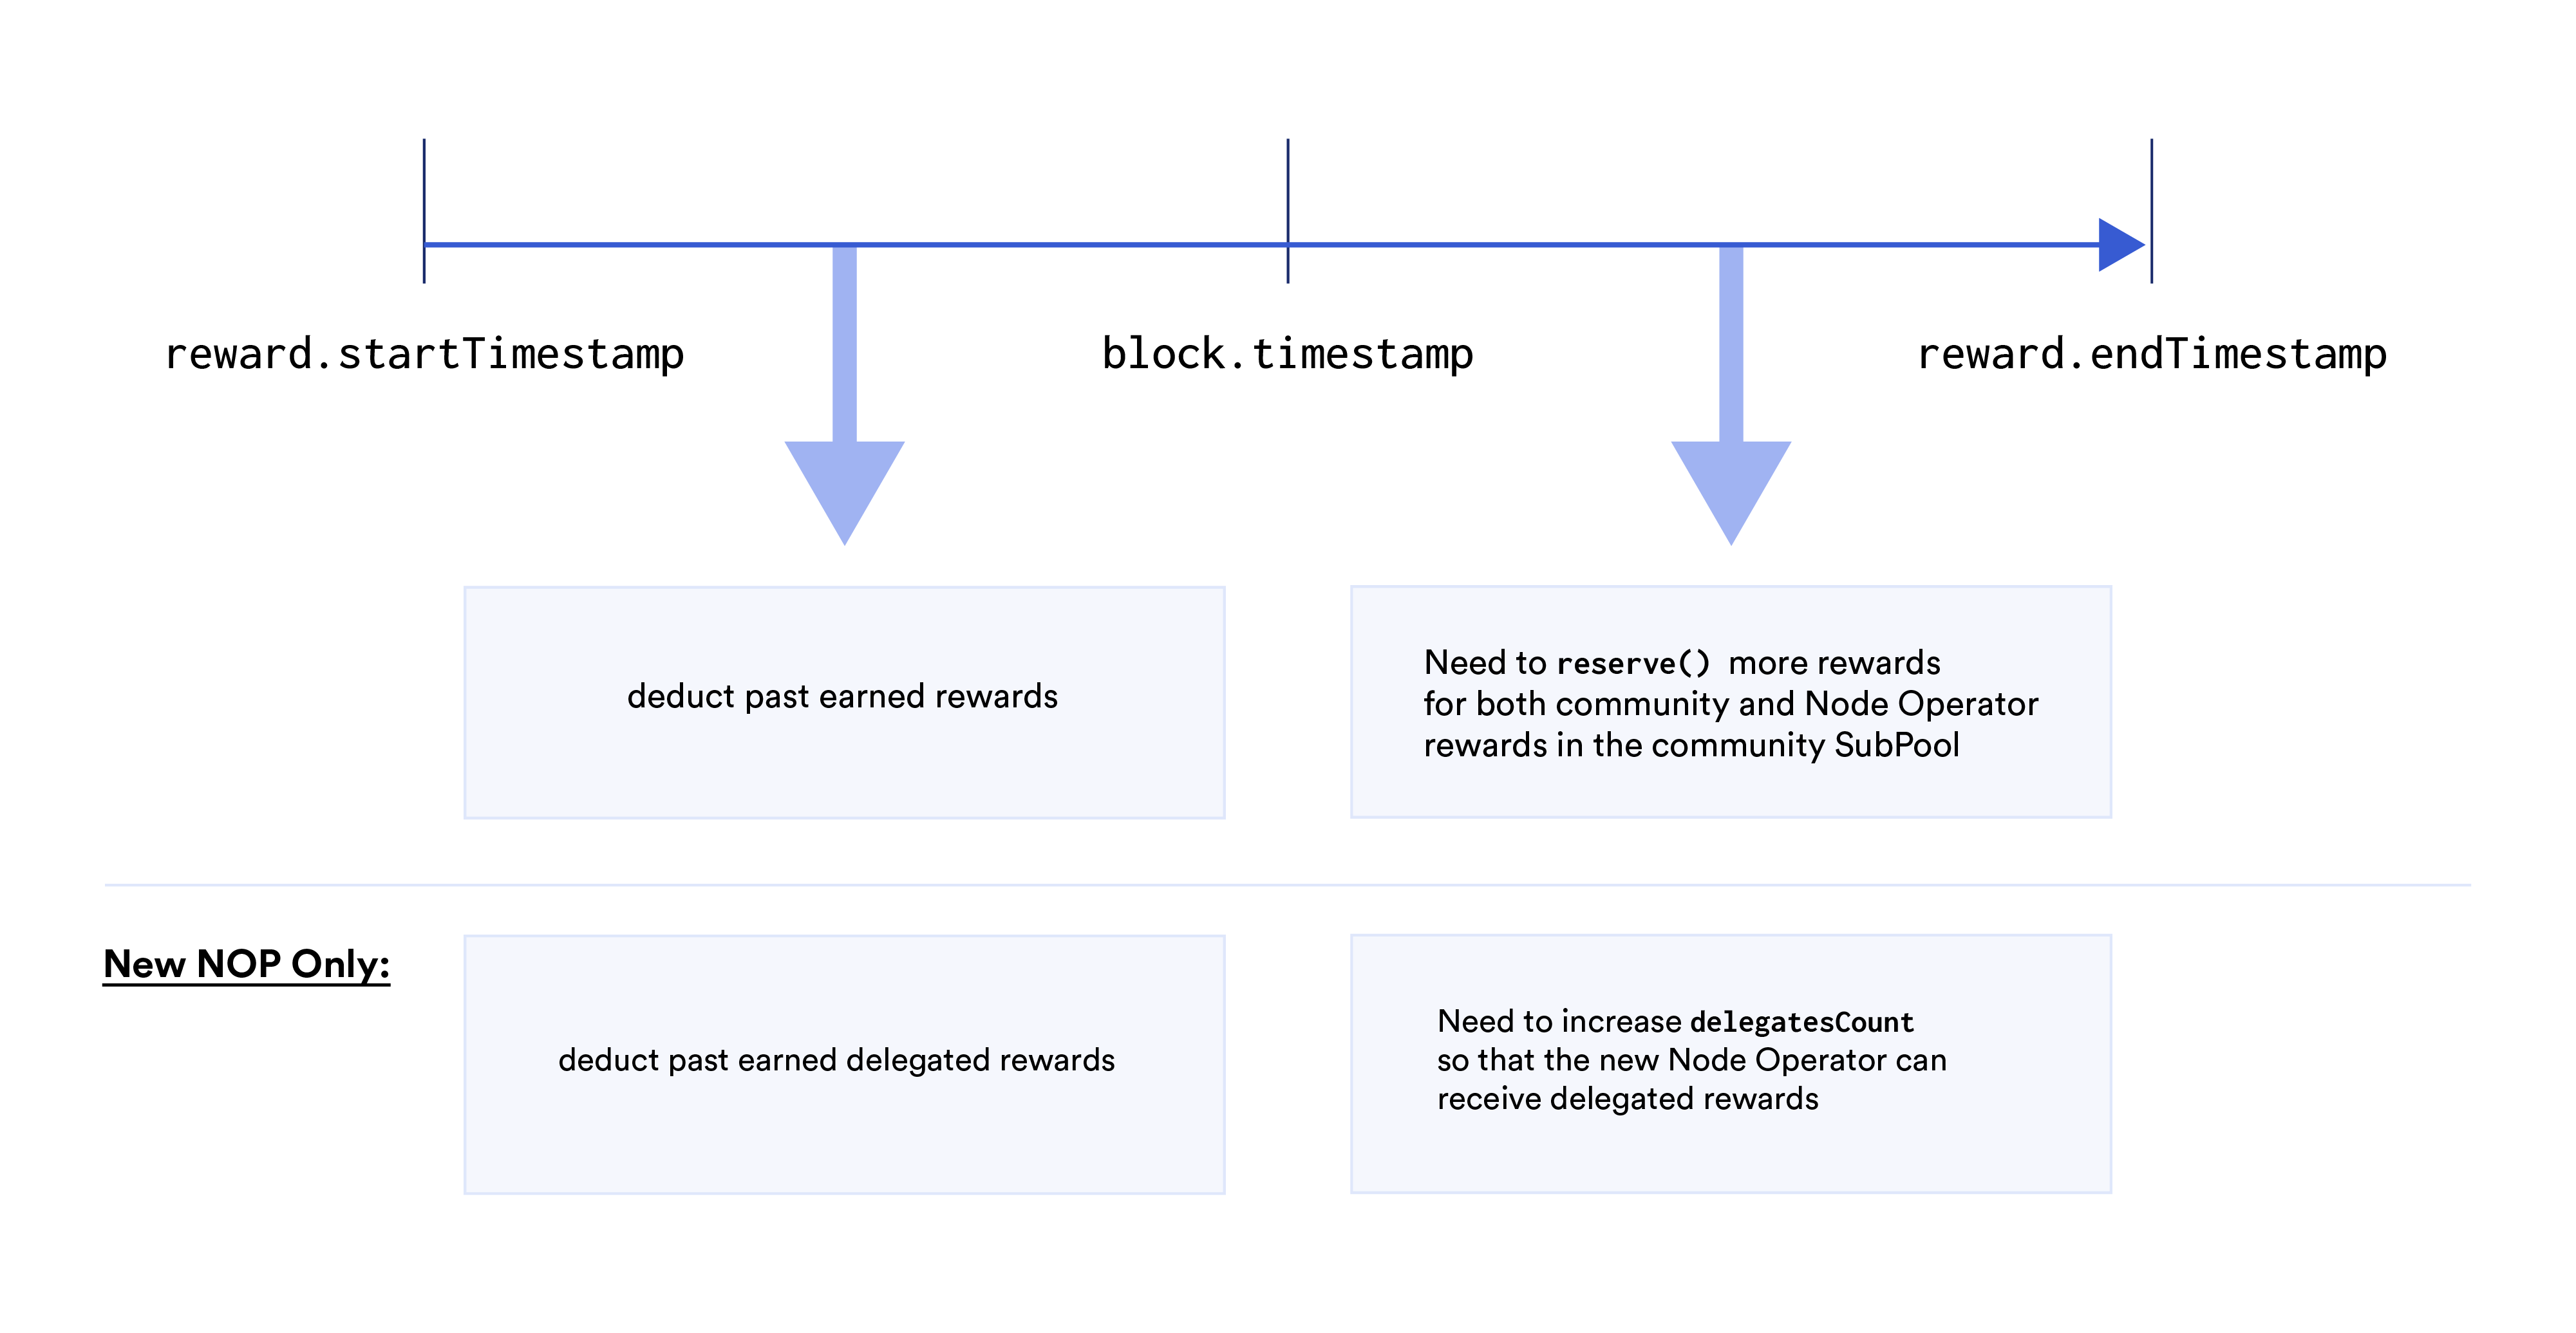 reward.startTimestamp
block.timestamp
reward.endTimestamp
deduct past earned rewards
Need to reserve() more rewards
for both community and Node Operator
rewards in the community SubPool
New NOP Only:
deduct past earned delegated rewards
Need to increase delegatesCount
so that the new Node Operator can
receive delegated rewards